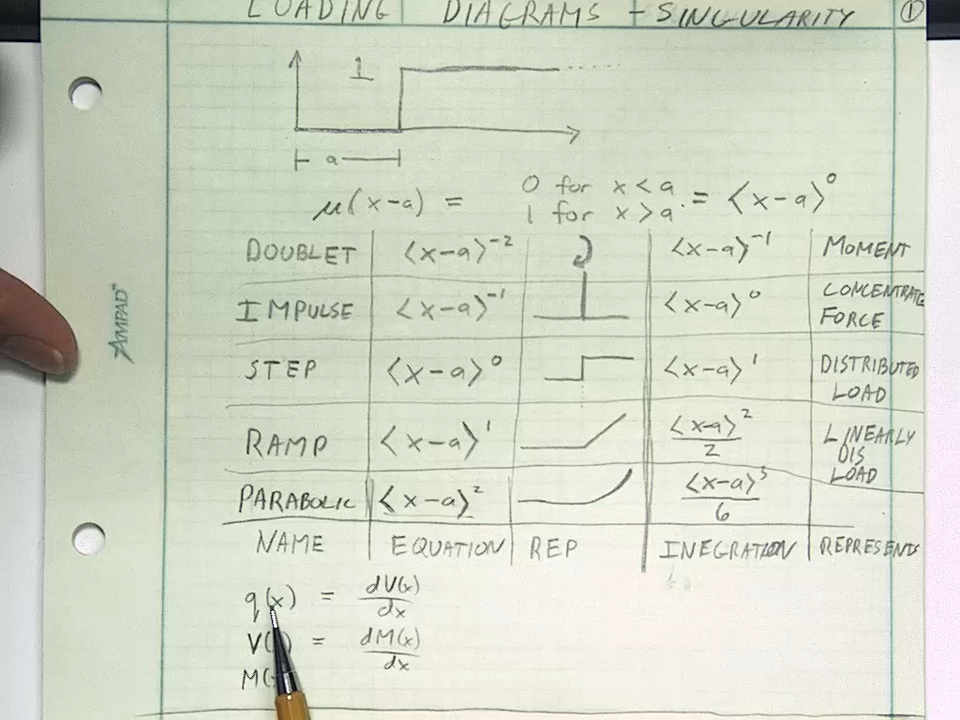 LOADING DIAGRAMS - SINGULARITY ①
1
a
μ(x-a) = 0 for x < a
1 for x > a = ⟨x-a⟩⁰
DOUBLET ⟨x-a⟩⁻² ⟨x-a⟩⁻¹ MOMENT
IMPULSE ⟨x-a⟩⁻¹ ⟨x-a⟩⁰ CONCENTRATE FORCE
STEP ⟨x-a⟩⁰ ⟨x-a⟩¹ DISTRIBUTED LOAD
RAMP ⟨x-a⟩¹ ⟨x-a⟩²/2 LINEARLY DIS LOAD
PARABOLIC ⟨x-a⟩² ⟨x-a⟩³/6
NAME EQUATION REP INEGRATION REPRESENTS
q(x) = dV(x)/dx
V( ) = dM(x)/dx
M(
AMPAD